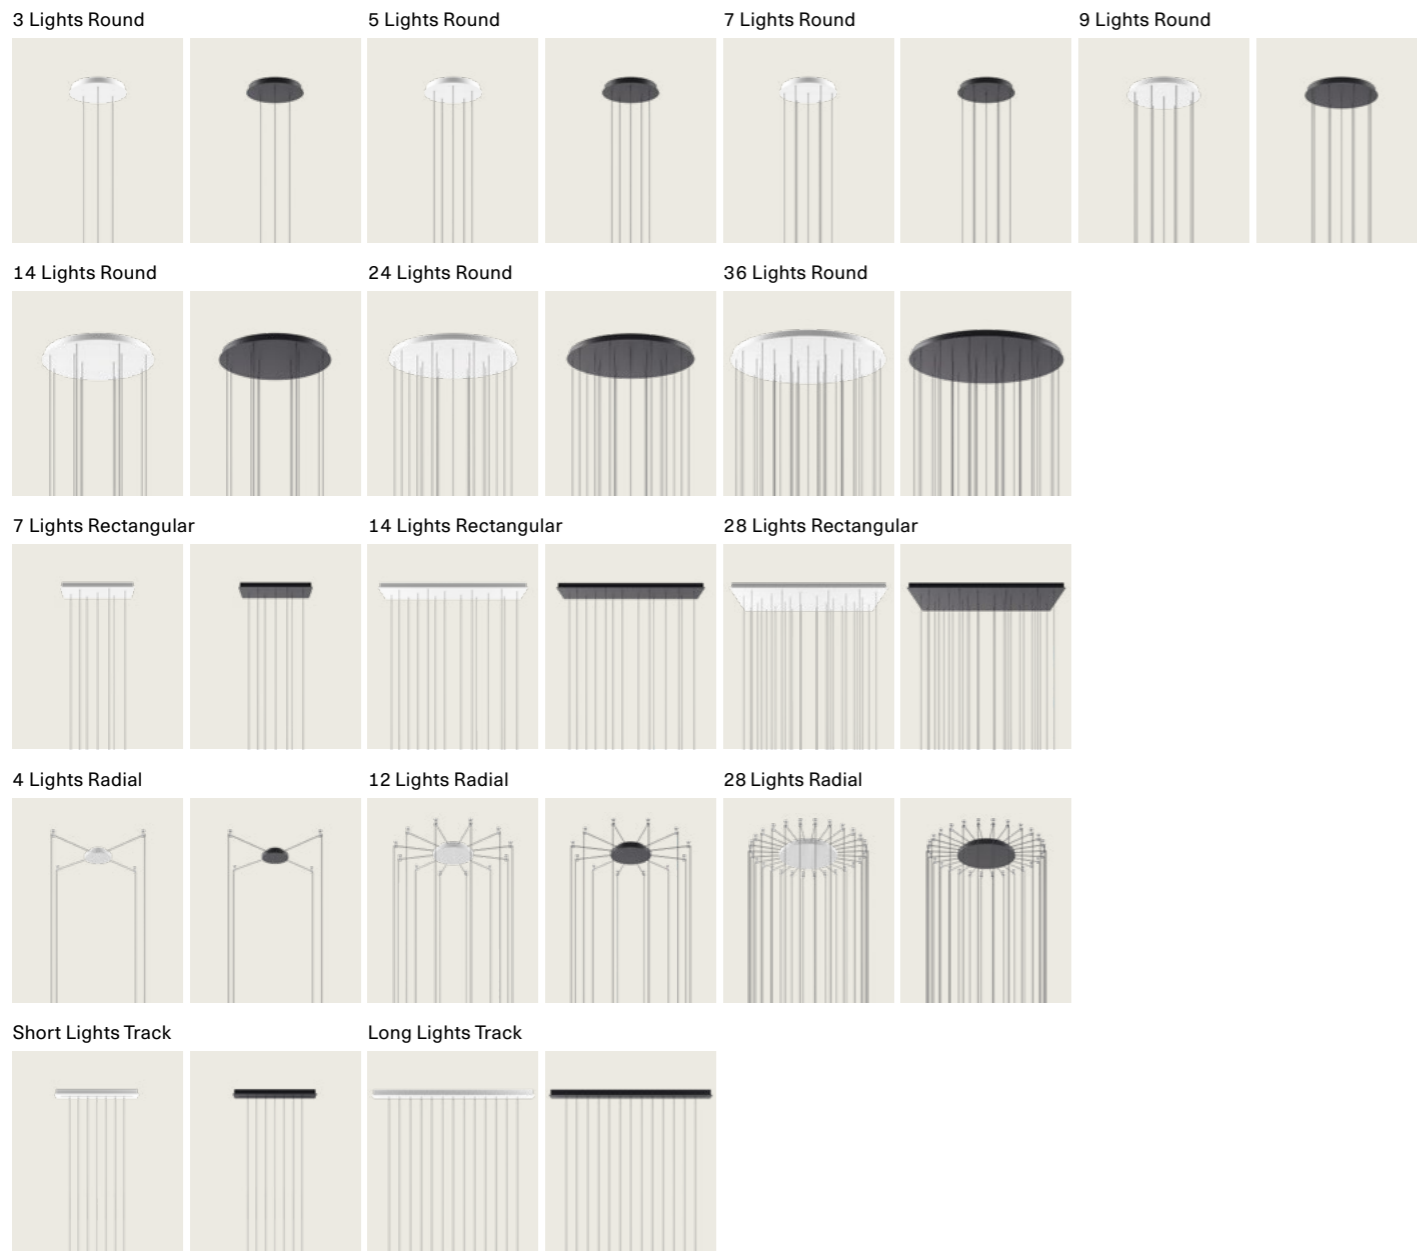 3 Lights Round
5 Lights Round
7 Lights Round
9 Lights Round
14 Lights Round
24 Lights Round
36 Lights Round
7 Lights Rectangular
14 Lights Rectangular
28 Lights Rectangular
4 Lights Radial
12 Lights Radial
28 Lights Radial
Short Lights Track
Long Lights Track